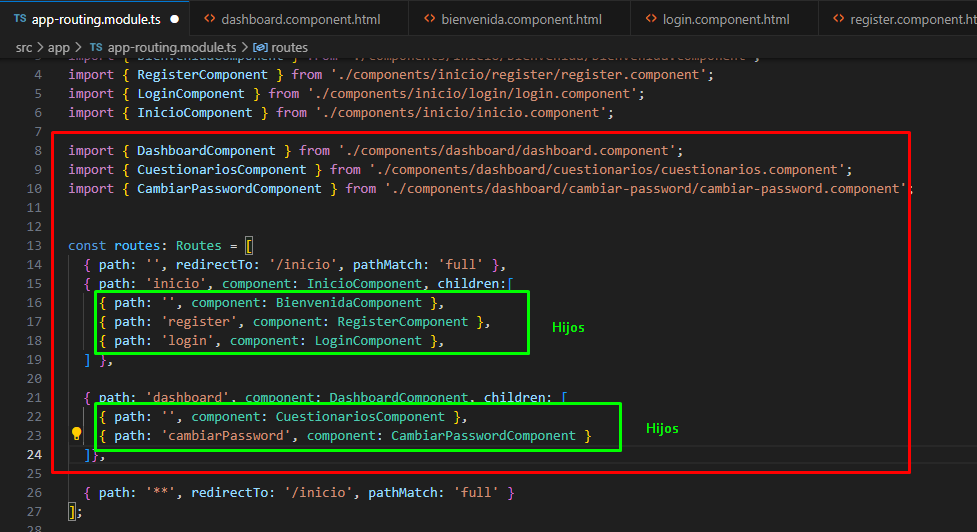 TS app-routing.module.ts ● <> dashboard.component.html <> bienvenida.component.html <> login.component.html <> register.component.ht
src > app > TS app-routing.module.ts > routes
4 import { RegisterComponent } from './components/inicio/register/register.component';
5 import { LoginComponent } from './components/inicio/login/login.component';
6 import { InicioComponent } from './components/inicio/inicio.component';
7
8 import { DashboardComponent } from './components/dashboard/dashboard.component';
9 import { CuestionariosComponent } from './components/dashboard/cuestionarios/cuestionarios.component';
10 import { CambiarPasswordComponent } from './components/dashboard/cambiar-password/cambiar-password.component';
11
12
13 const routes: Routes = [
14 { path: '', redirectTo: '/inicio', pathMatch: 'full' },
15 { path: 'inicio', component: InicioComponent, children:[
16 { path: '', component: BienvenidaComponent },
17 { path: 'register', component: RegisterComponent },
Hijos
18 { path: 'login', component: LoginComponent },
19 ] },
20
21 { path: 'dashboard', component: DashboardComponent, children: [
22 { path: '', component: CuestionariosComponent },
23 { path: 'cambiarPassword', component: CambiarPasswordComponent }
Hijos
24 ]},
25
26 { path: '**', redirectTo: '/inicio', pathMatch: 'full' }
27 ];
28